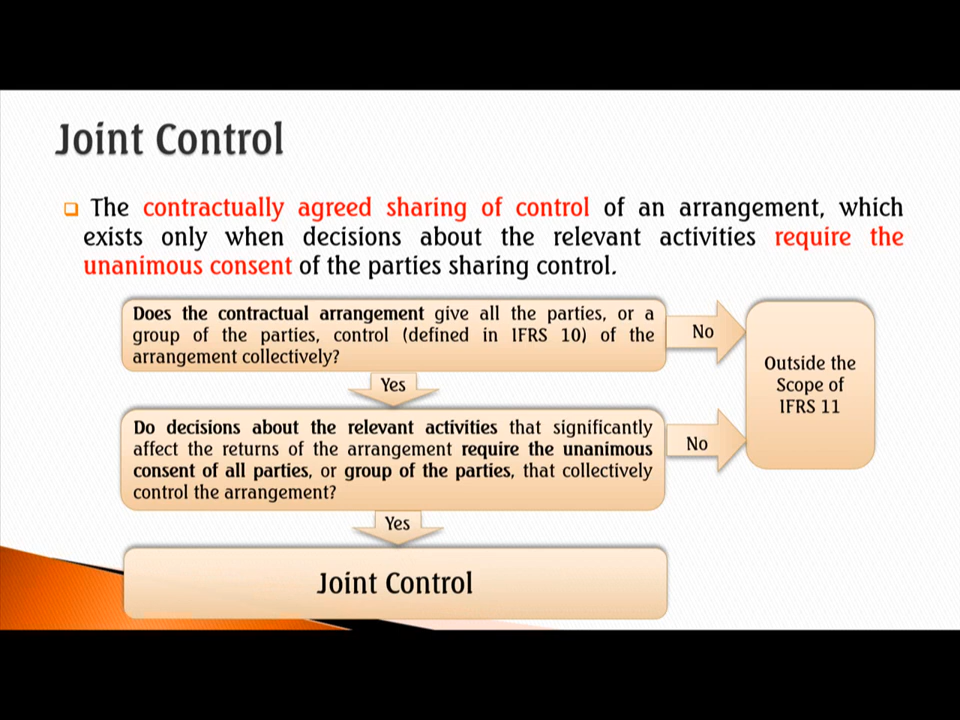 Joint Control
The contractually agreed sharing of control of an arrangement, which
exists only when decisions about the relevant activities require the
unanimous consent of the parties sharing control.
Does the contractual arrangement give all the parties, or a
group of the parties, control (defined in IFRS 10) of the
arrangement collectively?
No
Outside the
Scope of
IFRS 11
Yes
Do decisions about the relevant activities that significantly
affect the returns of the arrangement require the unanimous
consent of all parties, or group of the parties, that collectively
control the arrangement?
No
Yes
Joint Control